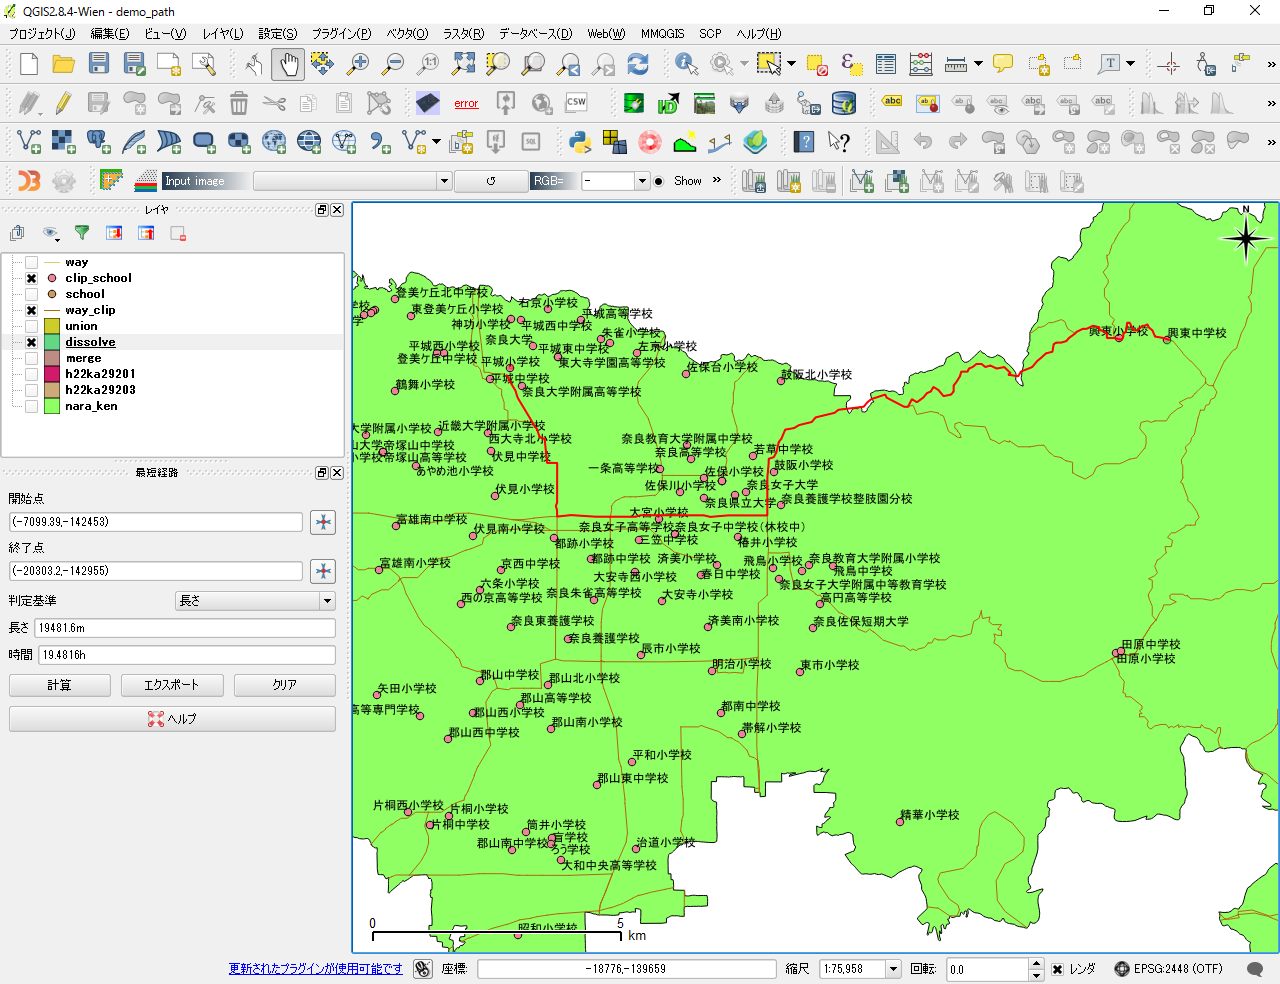 QGIS2.8.4-Wien - demo_path
プロジェクト(J) 編集(E) ビュー(V) レイヤ(L) 設定(S) プラグイン(P) ベクタ(O) ラスタ(R) データベース(D) Web(W) MMQGIS SCP ヘルプ(H)
error CSW
Input image RGB= - Show
レイヤ
way
clip_school
school
way_clip
union
dissolve
merge
h22ka29201
h22ka29203
nara_ken
最短経路
開始点
(-7099.39,-142453)
終了点
(-20303.2,-142955)
判定基準 長さ
長さ 19481.6m
時間 19.4816h
計算 エクスポート クリア
ヘルプ
N
登美ケ丘北中学校
右京小学校
東登美ケ丘小学校
平城高等学校
神功小学校
平城西中学校
奈良大学
朱雀小学校
興東小学校
興東中学校
平城西小学校
平城東中学校
左京小学校
登美ケ丘中学校
平城小学校
東大寺学園高等学校
佐保台小学校
鼓阪北小学校
鶴舞小学校
平城中学校
奈良大学附属高等学校
大学附属小学校
近畿大学附属小学校
西大寺北小学校
奈良教育大学附属中学校
山大学帝塚山中学校
奈良高等学校
若草中学校
小学校帝塚山高等学校
伏見中学校
あやめ池小学校
一条高等学校
佐保小学校
鼓阪小学校
伏見小学校
佐保川小学校
奈良女子大学
奈良県立大学
奈良養護学校整肢園分校
大宮小学校
富雄南中学校
伏見南小学校
奈良女子高等学校
奈良女子中学校(休校中)
都跡小学校
三笠中学校
椿井小学校
富雄南小学校
京西中学校
都跡中学校
済美小学校
飛鳥小学校
奈良教育大学附属小学校
大安寺西小学校
春日中学校
飛鳥中学校
六条小学校
奈良朱雀高等学校
奈良女子大学附属中等教育学校
西の京高等学校
大安寺小学校
高円高等学校
奈良東養護学校
済美南小学校
奈良佐保短期大学
奈良養護学校
辰市小学校
田原中学校
田原小学校
明治小学校
東市小学校
郡山中学校
郡山北小学校
矢田小学校
郡山高等学校
高等専門学校
郡山西小学校
都南中学校
郡山南小学校
郡山西中学校
帯解小学校
平和小学校
郡山東中学校
片桐西小学校
片桐小学校
精華小学校
片桐中学校
筒井小学校
郡山南中学校
盲学校
ろう学校
治道小学校
大和中央高等学校
昭和小学校
0 5
km
更新されたプラグインが使用可能です 座標: -18776,-139659 縮尺 1:75,958 回転: 0.0 レンダ EPSG:2448 (OTF)